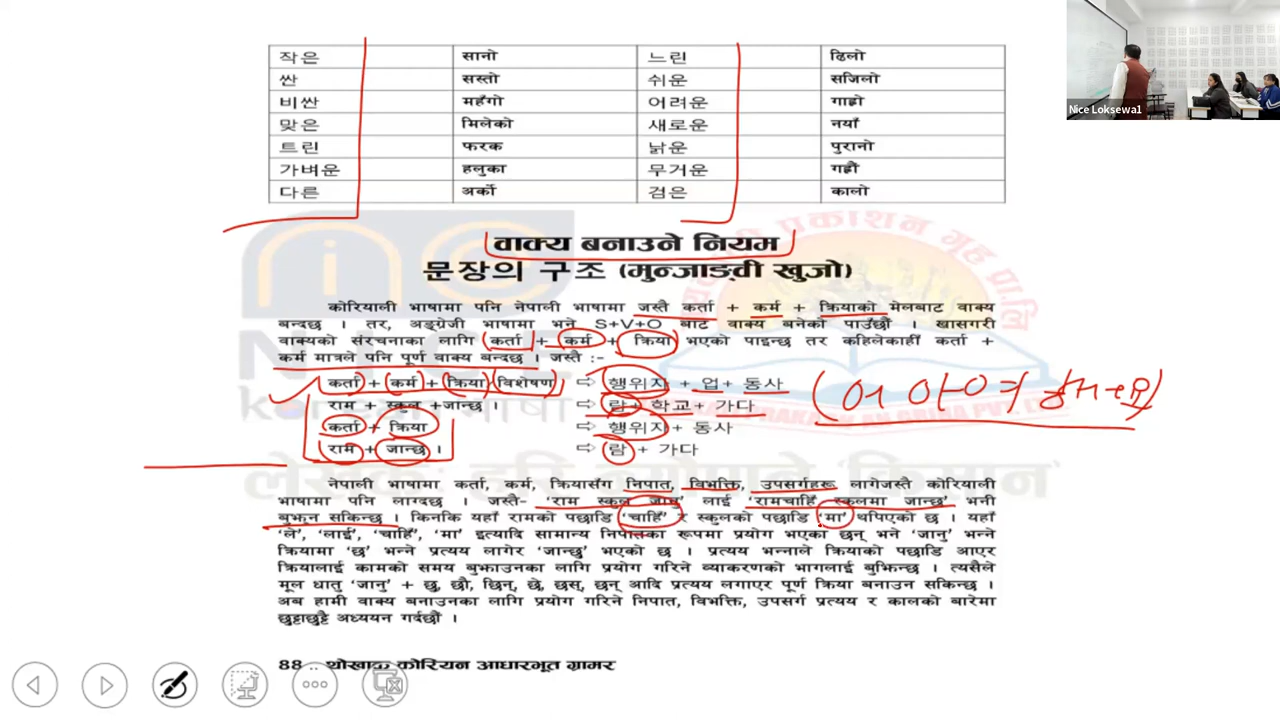 Nice Loksewa1
작은 सानो 느린 ढिलो
싼 सस्तो 쉬운 सजिलो
비싼 महँगो 어려운 गाह्रो
맞은 मिलेको 새로운 नयाँ
트린 फरक 낡운 पुरानो
가벼운 हलुका 무거운 गह्रौं
다른 अर्को 검은 कालो
वाक्य बनाउने नियम
문장의 구조 (मुन्जाङ्वी खुजो)
कोरियाली भाषामा पनि नेपाली भाषामा जस्तै कर्ता + कर्म + क्रियाको मेलबाट वाक्य
बन्दछ । तर, अङ्ग्रेजी भाषामा भने S+V+O बाट वाक्य बनेको पाउँछौं । खासगरी
वाक्यको संरचनाका लागि कर्ता + कर्म + क्रिया भएको पाइन्छ तर कहिलेकाहीं कर्ता +
कर्म मात्रले पनि पूर्ण वाक्य बन्दछ । जस्तै :-
कर्ता + कर्म + क्रिया विशेषण ⇨ 행위자 + 업 + 동사
राम + स्कुल +जान्छ । ⇨ 람 + 학교 + 가다
कर्ता + क्रिया ⇨ 행위자 + 동사
राम + जान्छ । ⇨ 람 + 가다
नेपाली भाषामा कर्ता, कर्म, क्रियासँग निपात, विभक्ति, उपसर्गहरू लागेजस्तै कोरियाली
भाषामा पनि लाग्दछ । जस्तै- 'राम स्कुल जान्छ' लाई 'रामचाहिँ स्कुलमा जान्छ' भनी
बुझ्न सकिन्छ । किनकि यहाँ रामको पछाडि 'चाहिँ' र स्कुलको पछाडि 'मा' थपिएको छ । यहाँ
'ले', 'लाई', 'चाहिँ', 'मा' इत्यादि सामान्य निपातका रूपमा प्रयोग भएको छन् भने 'जानु' भन्ने
क्रियामा 'छ' भन्ने प्रत्यय लागेर 'जान्छु' भएको छ । प्रत्यय भन्नाले क्रियाको पछाडि आएर
क्रियालाई कामको समय बुझाउनका लागि प्रयोग गरिने व्याकरणको भागलाई बुझिन्छ । त्यसैले
मूल धातु 'जानु' + छु, छौ, छिन्, छे, छस्, छन् आदि प्रत्यय लगाएर पूर्ण क्रिया बनाउन सकिन्छ ।
अब हामी वाक्य बनाउनका लागि प्रयोग गरिने निपात, विभक्ति, उपसर्ग प्रत्यय र कालको बारेमा
छुट्टाछुट्टै अध्ययन गर्दछौं ।
88 .. थोखाक कोरियन आधारभूत ग्रामर